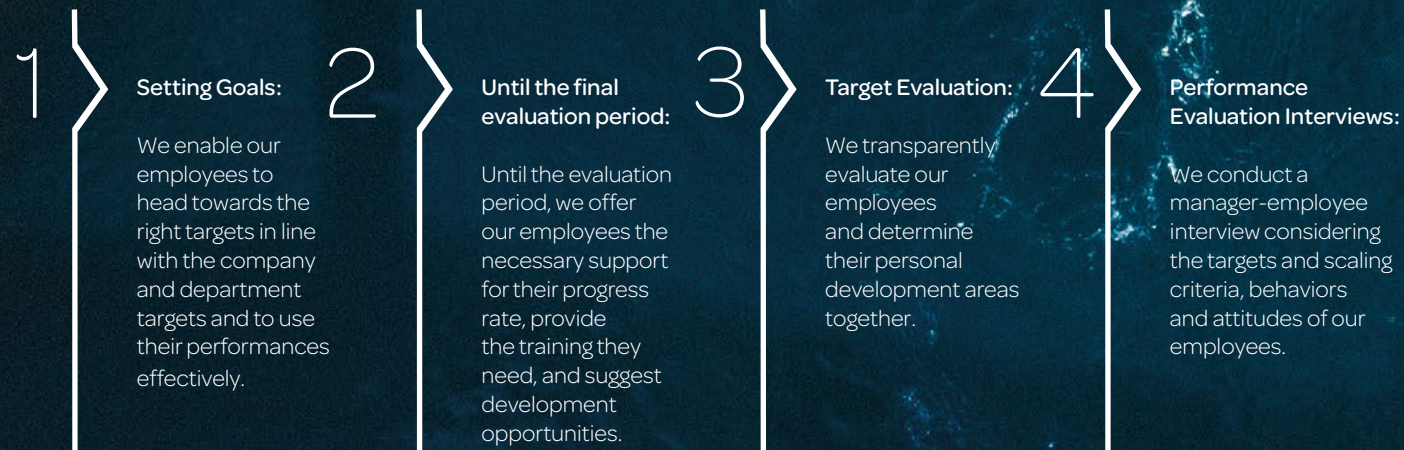 1
Setting Goals:
We enable our
employees to
head towards the
right targets in line
with the company
and department
targets and to use
their performances
effectively.
2
Until the final
evaluation period:
Until the evaluation
period, we offer
our employees the
necessary support
for their progress
rate, provide
the training they
need, and suggest
development
opportunities.
3
Target Evaluation:
We transparently
evaluate our
employees
and determine
their personal
development areas
together.
4
Performance
Evaluation Interviews:
We conduct a
manager-employee
interview considering
the targets and scaling
criteria, behaviors
and attitudes of our
employees.